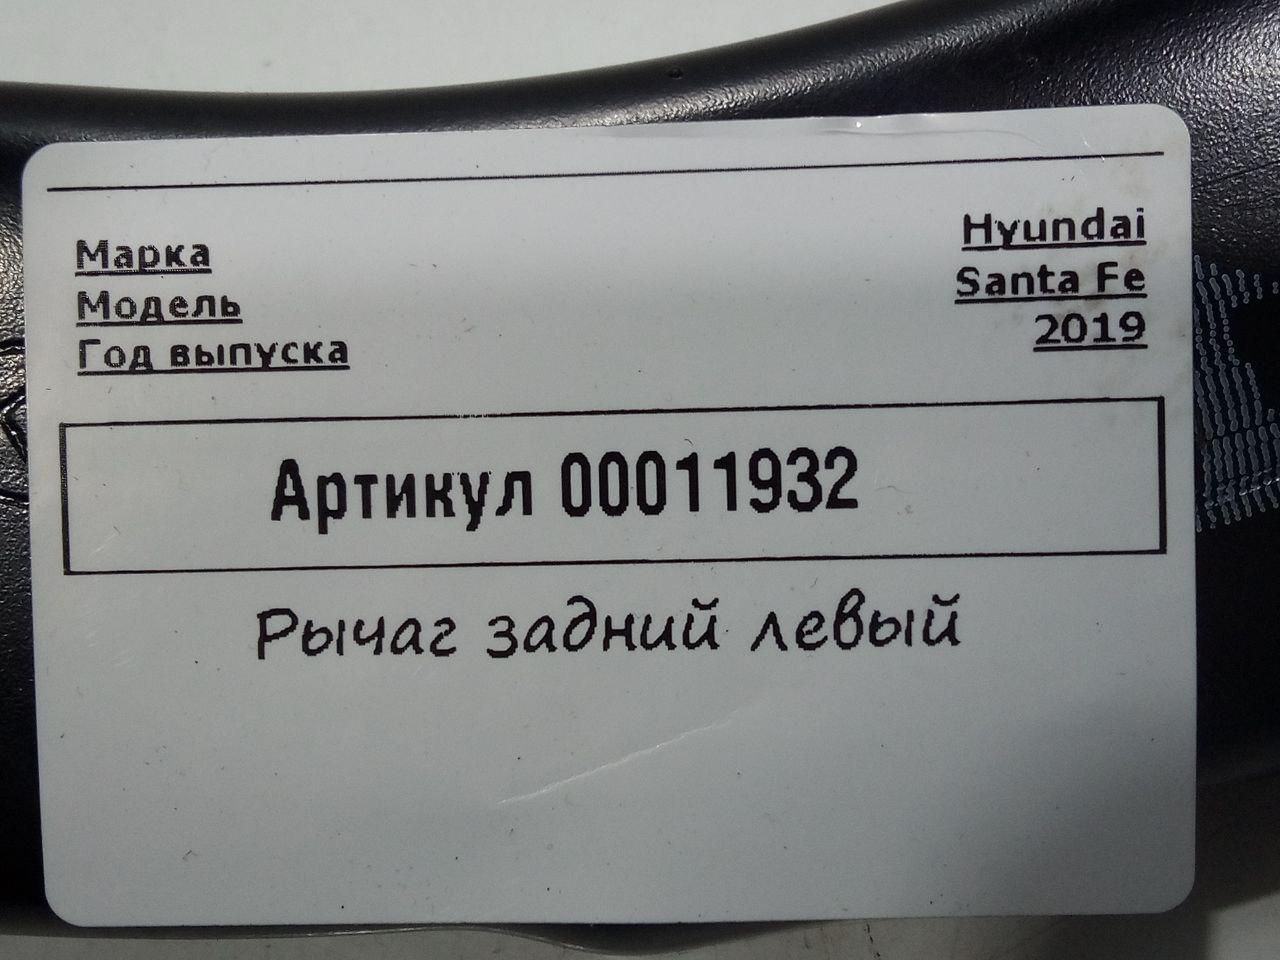 Марка Hyundai
Модель Santa Fe
Год выпуска 2019
Артикул 00011932
Рычаг задний левый